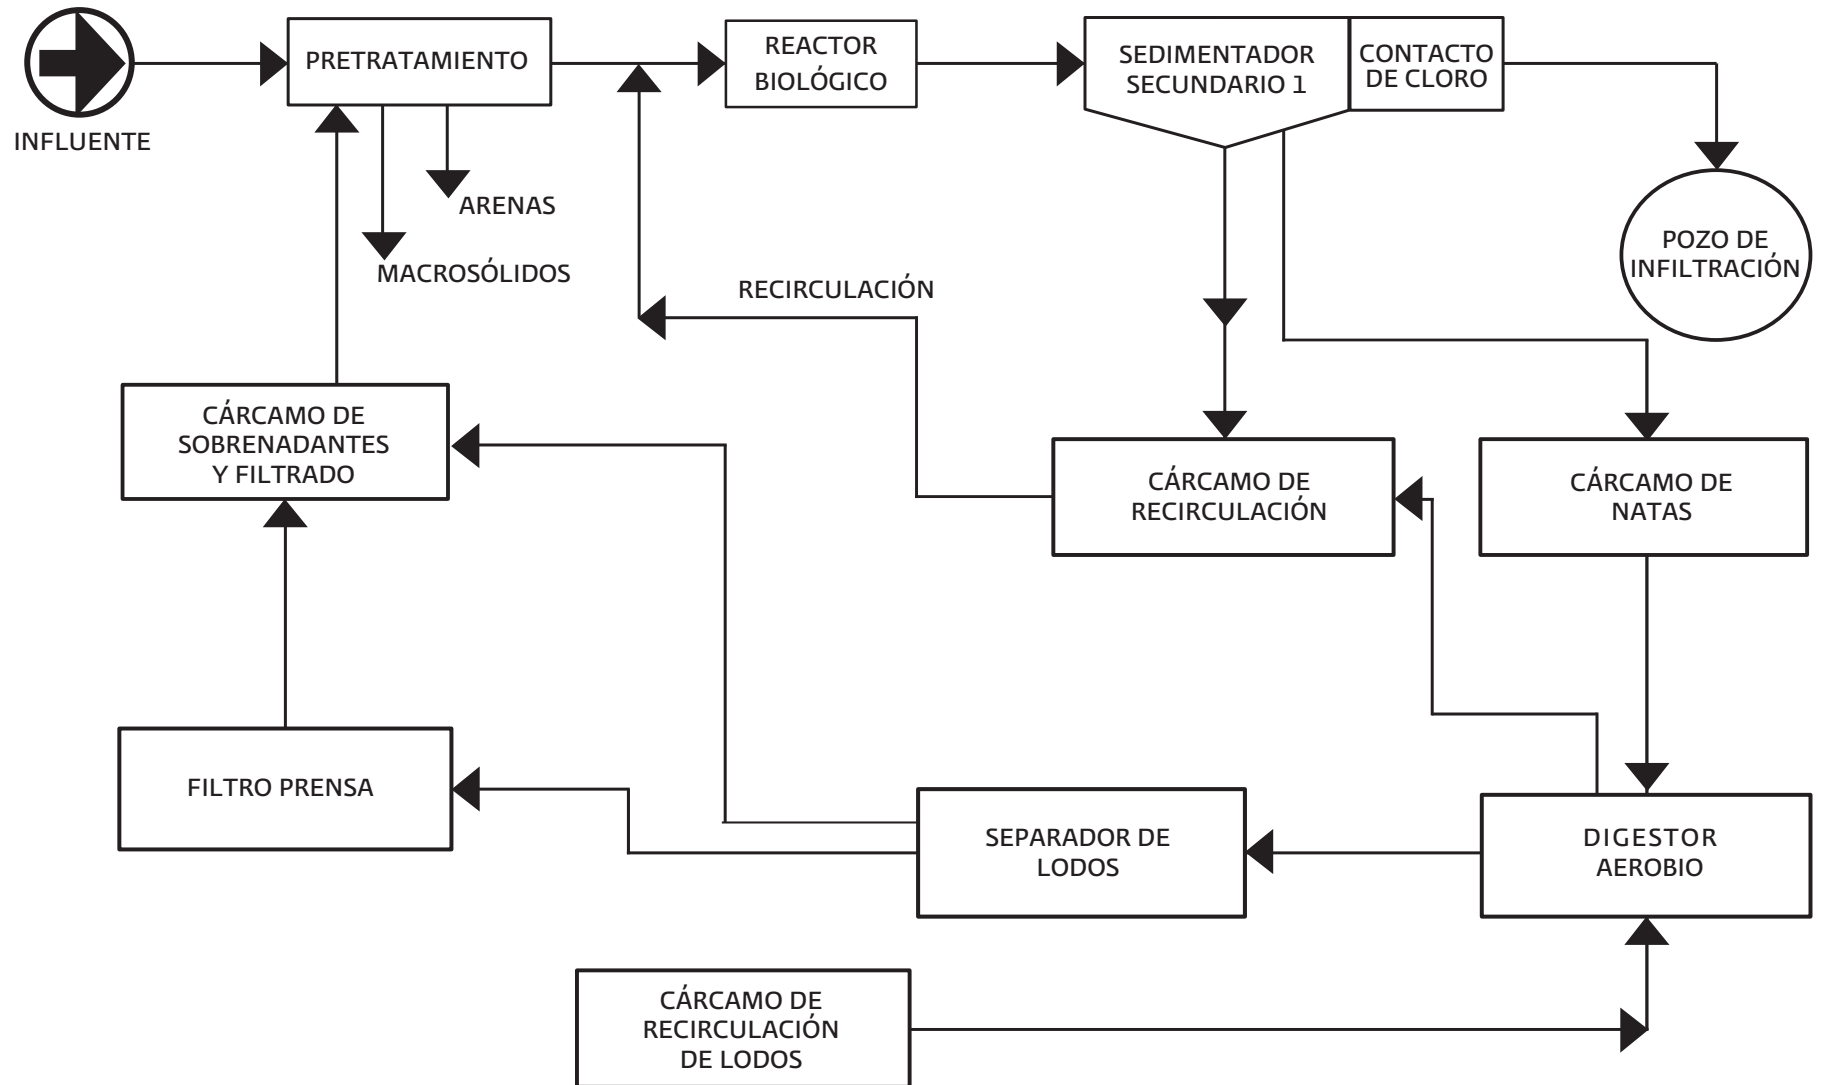 INFLUENTE
PRETRATAMIENTO
REACTOR
BIOLÓGICO
SEDIMENTADOR
SECUNDARIO 1
CONTACTO
DE CLORO
ARENAS
MACROSÓLIDOS
POZO DE
INFILTRACIÓN
RECIRCULACIÓN
CÁRCAMO DE
SOBRENADANTES
Y FILTRADO
CÁRCAMO DE
RECIRCULACIÓN
CÁRCAMO DE
NATAS
FILTRO PRENSA
SEPARADOR DE
LODOS
DIGESTOR
AEROBIO
CÁRCAMO DE
RECIRCULACIÓN
DE LODOS